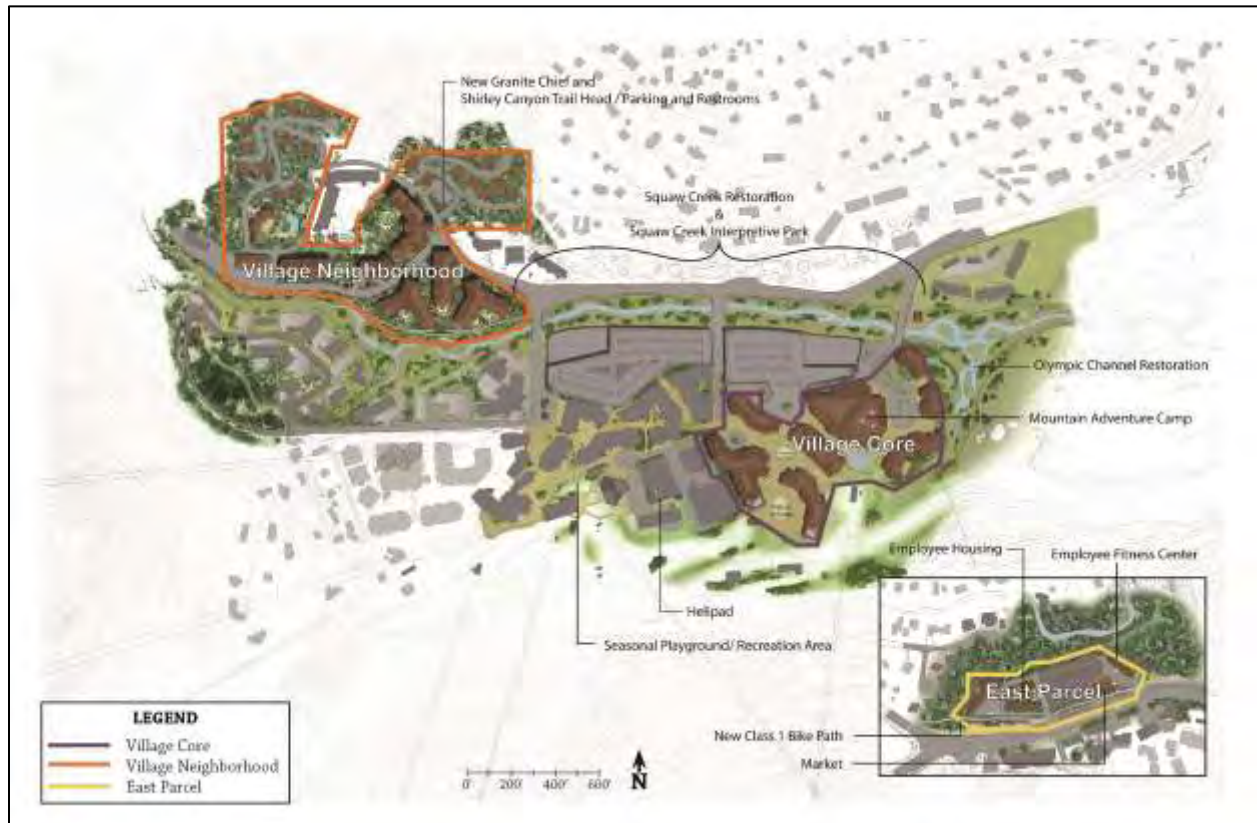 New Granite Chief and
Shirley Canyon Trail Head / Parking and Restrooms
Squaw Creek Restoration
&
Squaw Creek Interpretive Park
Village Neighborhood
Olympic Channel Restoration
Mountain Adventure Camp
Village Core
Employee Housing
Employee Fitness Center
Helipad
Seasonal Playground/ Recreation Area
East Parcel
New Class 1 Bike Path
Market
LEGEND
Village Core
Village Neighborhood
East Parcel
0' 200' 400' 600'
N